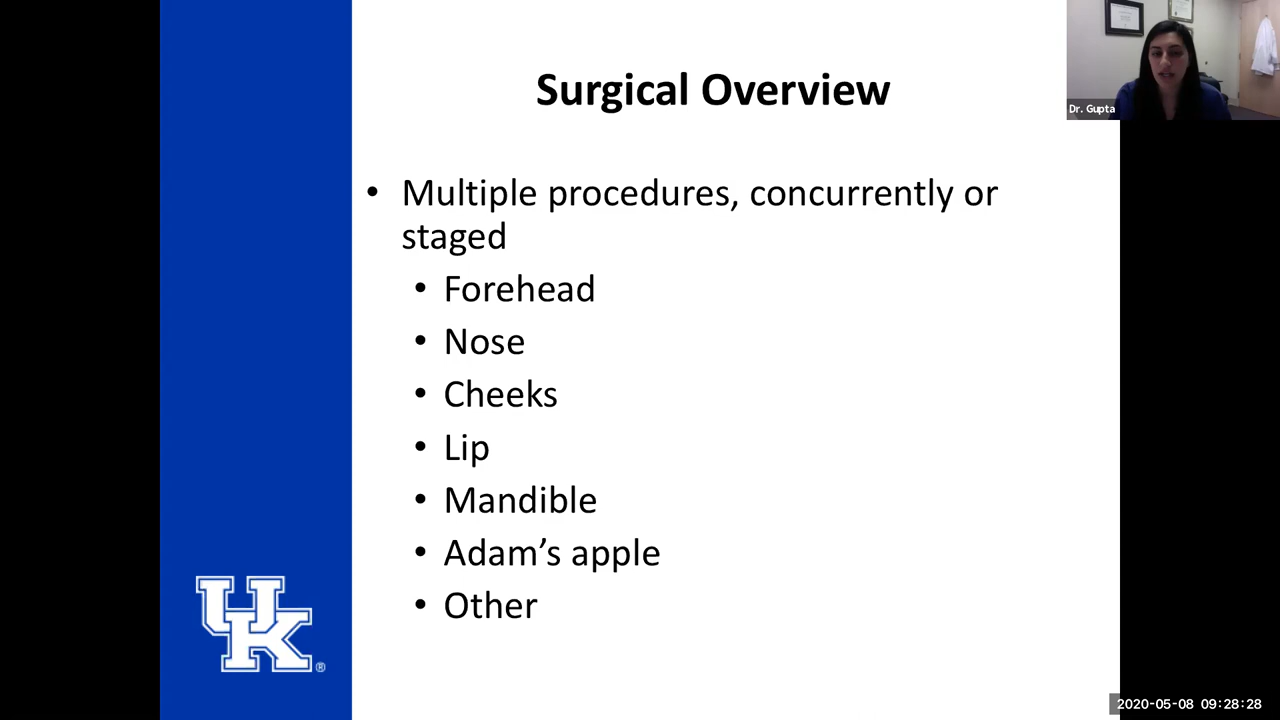 Surgical Overview
• Multiple procedures, concurrently or
staged
• Forehead
• Nose
• Cheeks
• Lip
• Mandible
• Adam’s apple
• Other
UK®
Dr. Gupta
2020-05-08 09:28:28